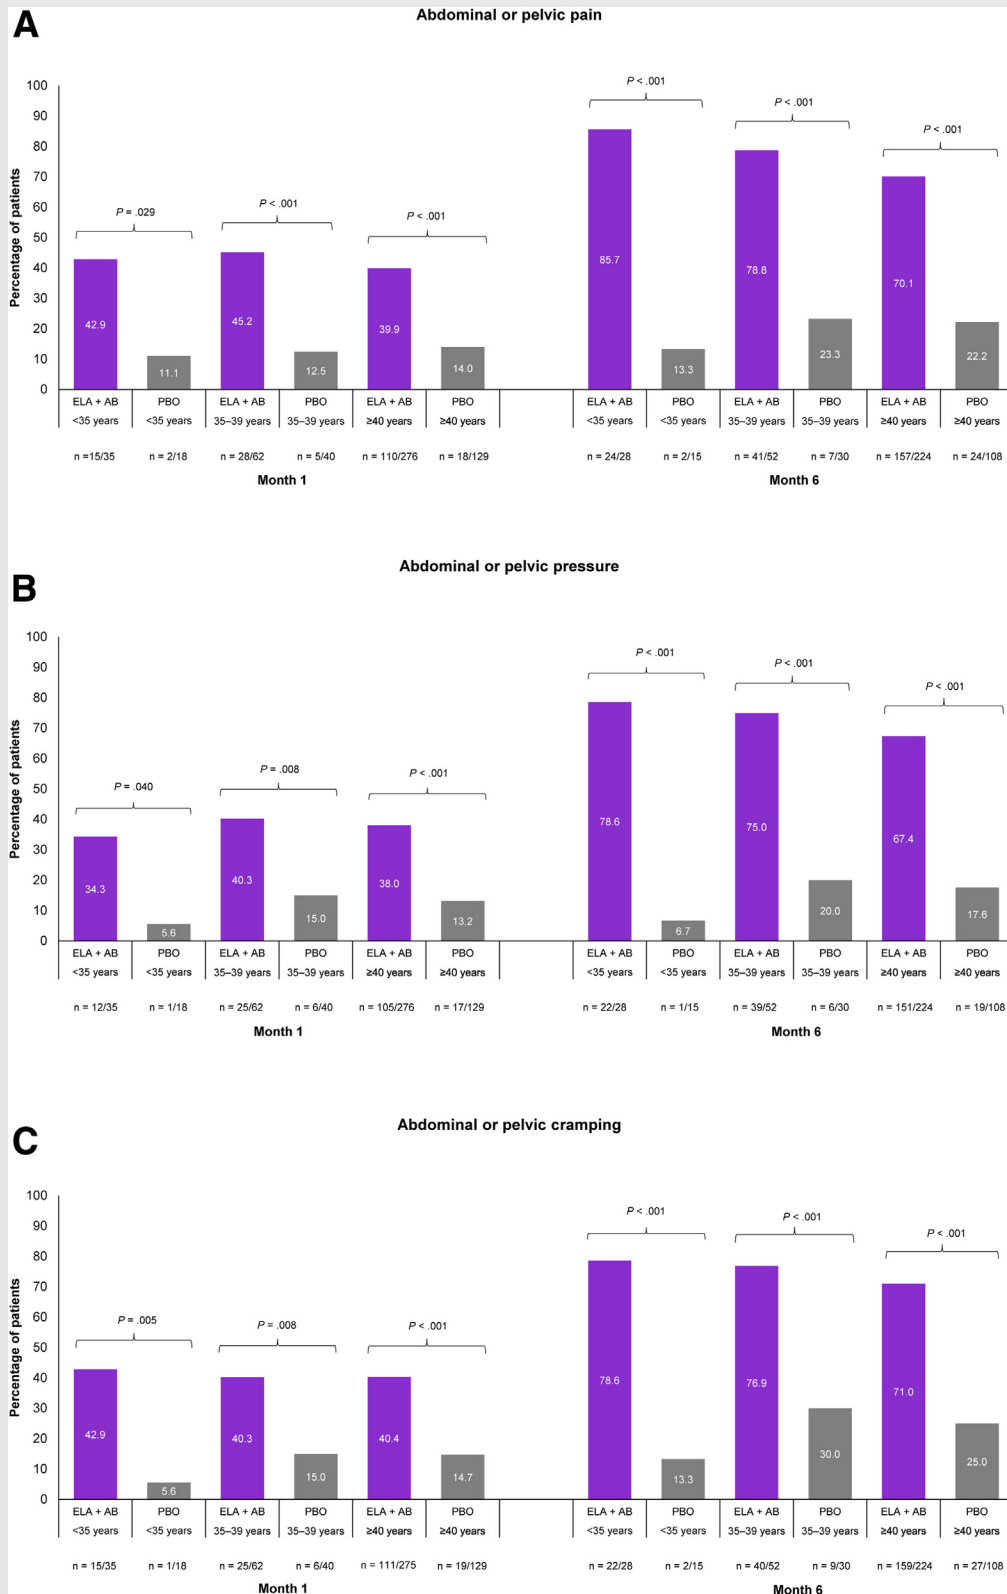 A
Abdominal or pelvic pain
Percentage of patients
100
90
80
70
60
50
40
30
20
10
0
P = .029
P < .001
P < .001
P < .001
P < .001
P < .001
42.9
11.1
45.2
12.5
39.9
14.0
85.7
13.3
78.8
23.3
70.1
22.2
ELA + AB PBO ELA + AB PBO ELA + AB PBO ELA + AB PBO ELA + AB PBO ELA + AB PBO
<35 years <35 years 35–39 years 35–39 years ≥40 years ≥40 years <35 years <35 years 35–39 years 35–39 years ≥40 years ≥40 years
n =15/35 n = 2/18 n = 28/62 n = 5/40 n = 110/276 n = 18/129 n = 24/28 n = 2/15 n = 41/52 n = 7/30 n = 157/224 n = 24/108
Month 1 Month 6
B
Abdominal or pelvic pressure
Percentage of patients
100
90
80
70
60
50
40
30
20
10
0
P = .040
P = .008
P < .001
P < .001
P < .001
P < .001
34.3
5.6
40.3
15.0
38.0
13.2
78.6
6.7
75.0
20.0
67.4
17.6
ELA + AB PBO ELA + AB PBO ELA + AB PBO ELA + AB PBO ELA + AB PBO ELA + AB PBO
<35 years <35 years 35–39 years 35–39 years ≥40 years ≥40 years <35 years <35 years 35–39 years 35–39 years ≥40 years ≥40 years
n = 12/35 n = 1/18 n = 25/62 n = 6/40 n = 105/276 n = 17/129 n = 22/28 n = 1/15 n = 39/52 n = 6/30 n = 151/224 n = 19/108
Month 1 Month 6
C
Abdominal or pelvic cramping
Percentage of patients
100
90
80
70
60
50
40
30
20
10
0
P = .005
P = .008
P < .001
P < .001
P < .001
P < .001
42.9
5.6
40.3
15.0
40.4
14.7
78.6
13.3
76.9
30.0
71.0
25.0
ELA + AB PBO ELA + AB PBO ELA + AB PBO ELA + AB PBO ELA + AB PBO ELA + AB PBO
<35 years <35 years 35–39 years 35–39 years ≥40 years ≥40 years <35 years <35 years 35–39 years 35–39 years ≥40 years ≥40 years
n = 15/35 n = 1/18 n = 25/62 n = 6/40 n = 111/275 n = 19/129 n = 22/28 n = 2/15 n = 40/52 n = 9/30 n = 159/224 n = 27/108
Month 1 Month 6